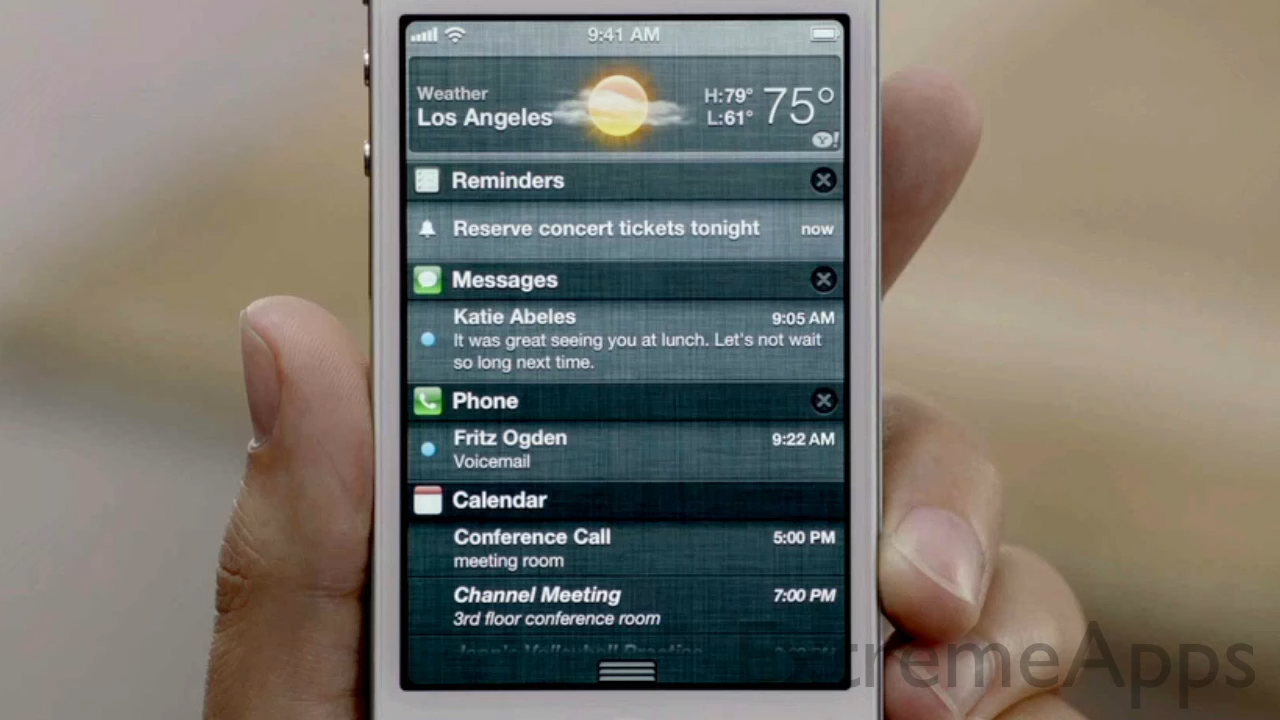 9:41 AM
Weather
Los Angeles
H:79°
L:61°
75°
Y!
Reminders
Reserve concert tickets tonight now
Messages
Katie Abeles 9:05 AM
It was great seeing you at lunch. Let's not wait
so long next time.
Phone
Fritz Ogden 9:22 AM
Voicemail
Calendar
Conference Call 5:00 PM
meeting room
Channel Meeting 7:00 PM
3rd floor conference room
Volleyball Practice
ExtremeApps